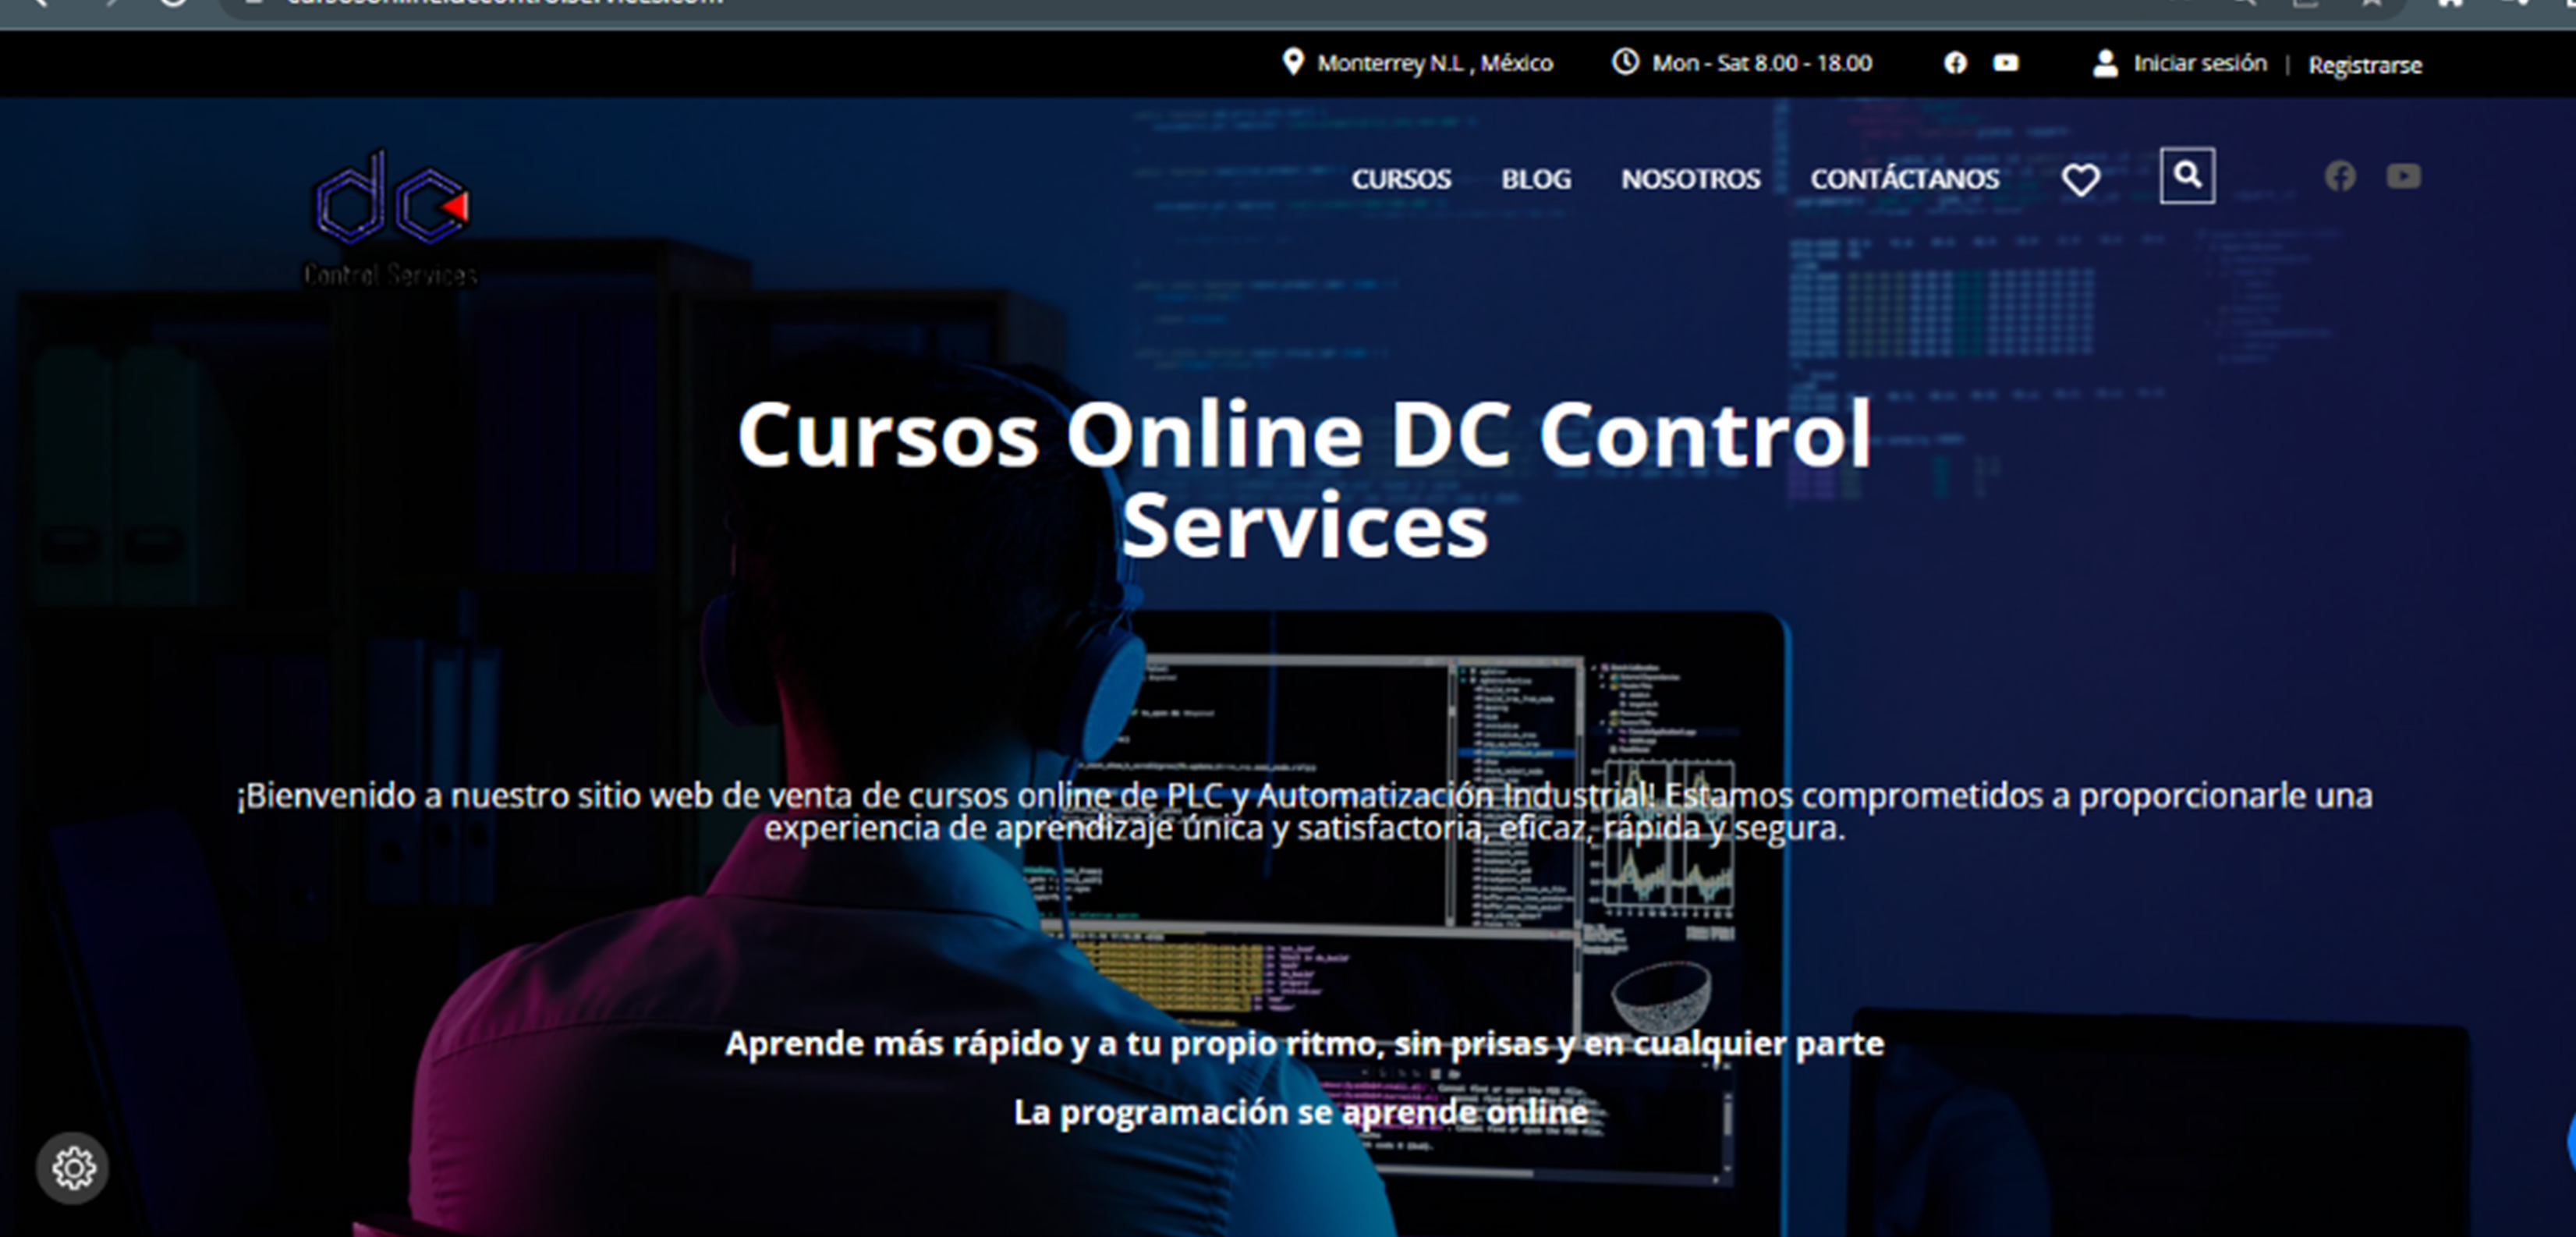 Monterrey N.L , México
Mon - Sat 8.00 - 18.00
Iniciar sesión | Registrarse
dc
Control Services
CURSOS
BLOG
NOSOTROS
CONTÁCTANOS
Cursos Online DC Control
Services
¡Bienvenido a nuestro sitio web de venta de cursos online de PLC y Automatización Industrial! Estamos comprometidos a proporcionarle una
experiencia de aprendizaje única y satisfactoria, eficaz, rápida y segura.
Aprende más rápido y a tu propio ritmo, sin prisas y en cualquier parte
La programación se aprende online